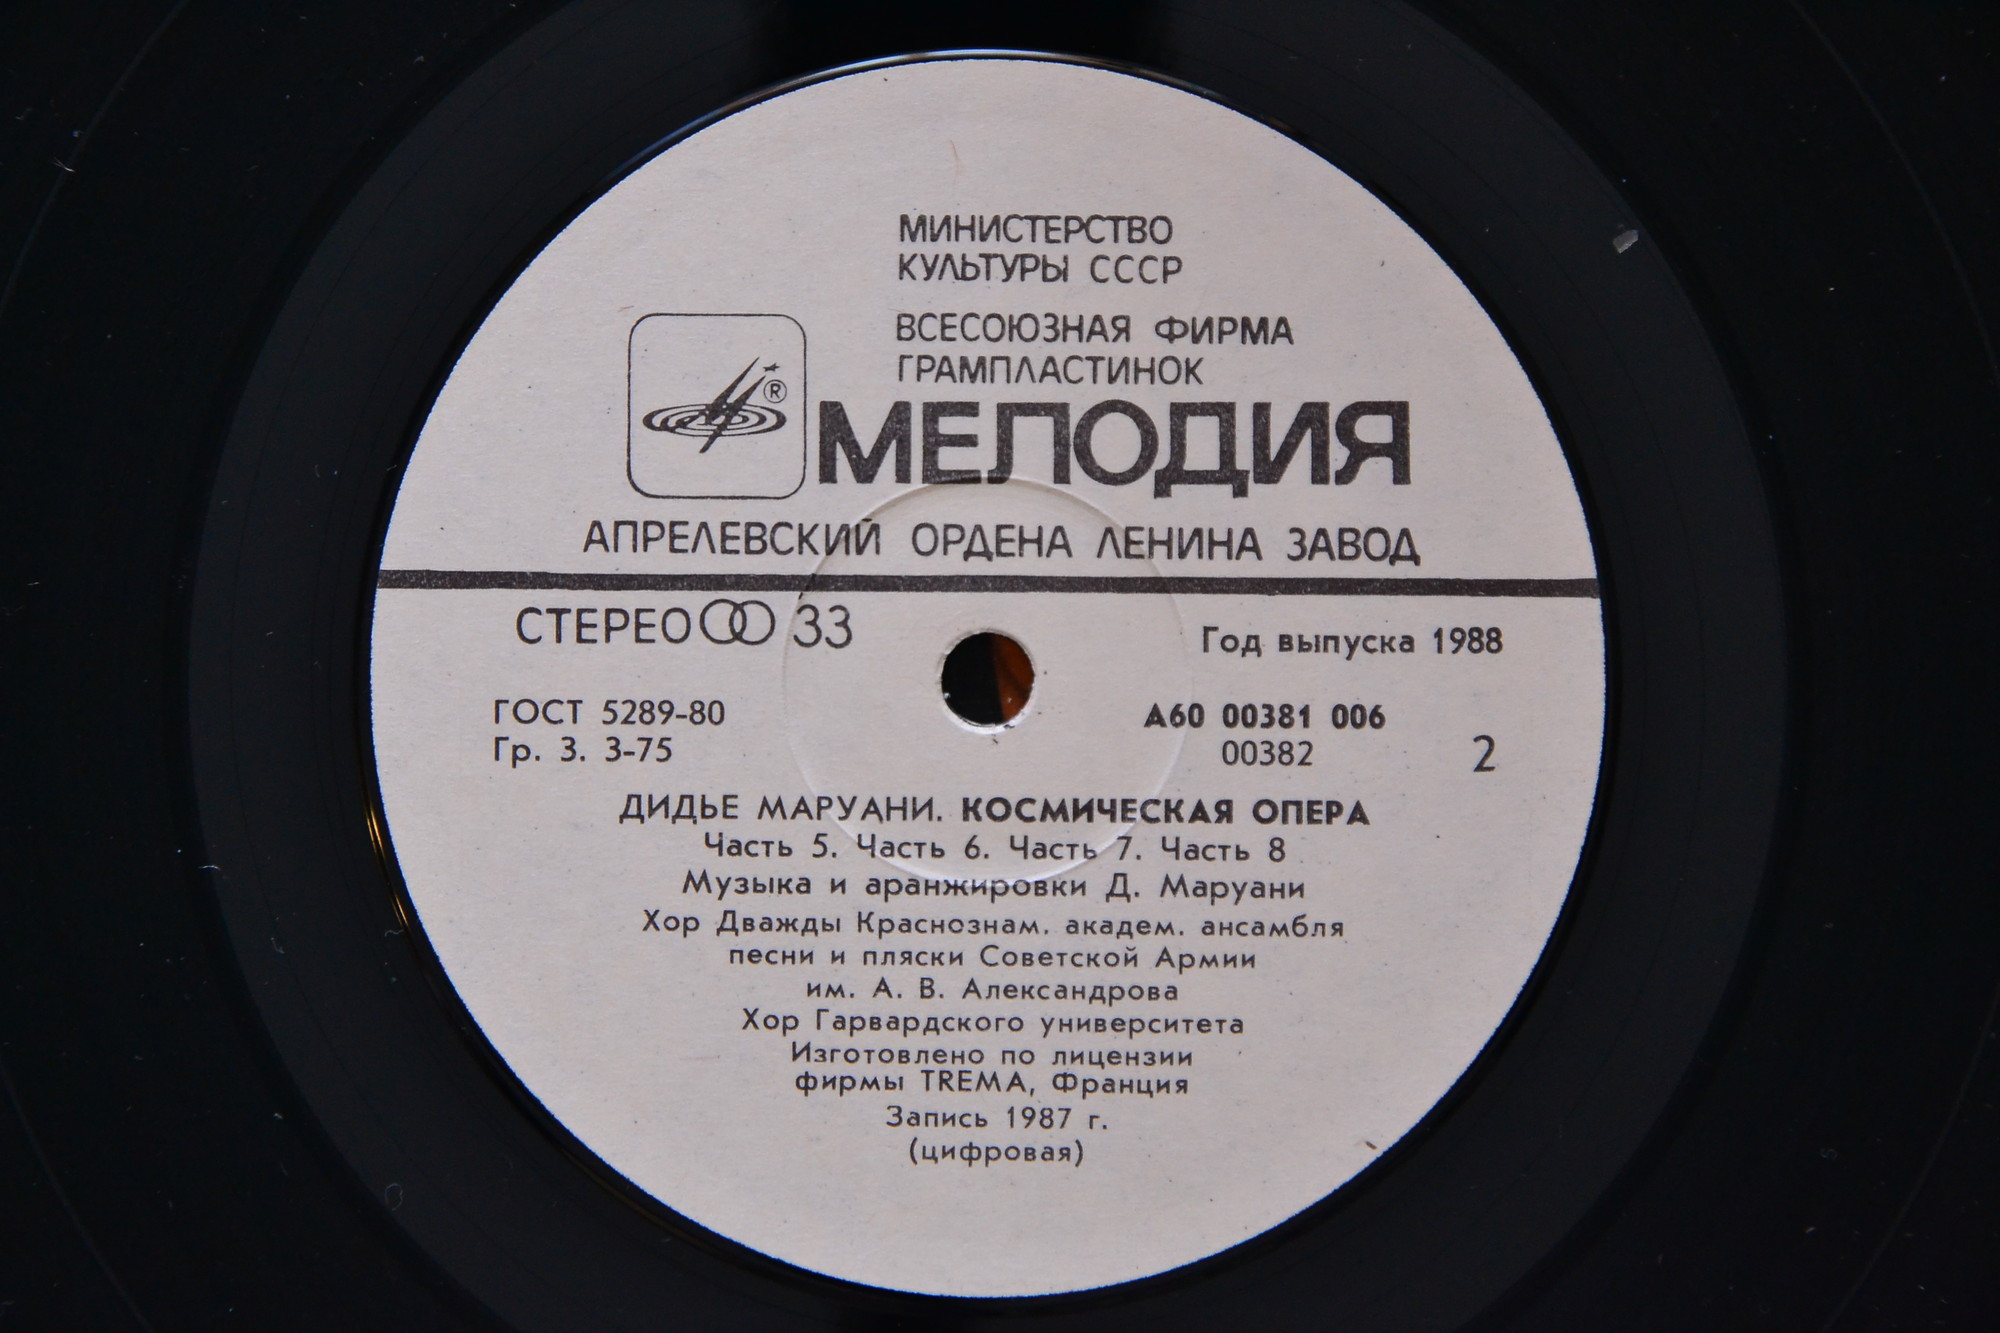 МИНИСТЕРСТВО
КУЛЬТУРЫ СССР
ВСЕСОЮЗНАЯ ФИРМА
ГРАМПЛАСТИНОК
®
МЕЛОДИЯ
АПРЕЛЕВСКИЙ ОРДЕНА ЛЕНИНА ЗАВОД
СТЕРЕО 33
Год выпуска 1988
ГОСТ 5289-80
Гр. 3. 3-75
А60 00381 006
00382
2
ДИДЬЕ МАРУАНИ. КОСМИЧЕСКАЯ ОПЕРА
Часть 5. Часть 6. Часть 7. Часть 8
Музыка и аранжировки Д. Маруани
Хор Дважды Краснознам. академ. ансамбля
песни и пляски Советской Армии
им. А. В. Александрова
Хор Гарвардского университета
Изготовлено по лицензии
фирмы TREMA, Франция
Запись 1987 г.
(цифровая)